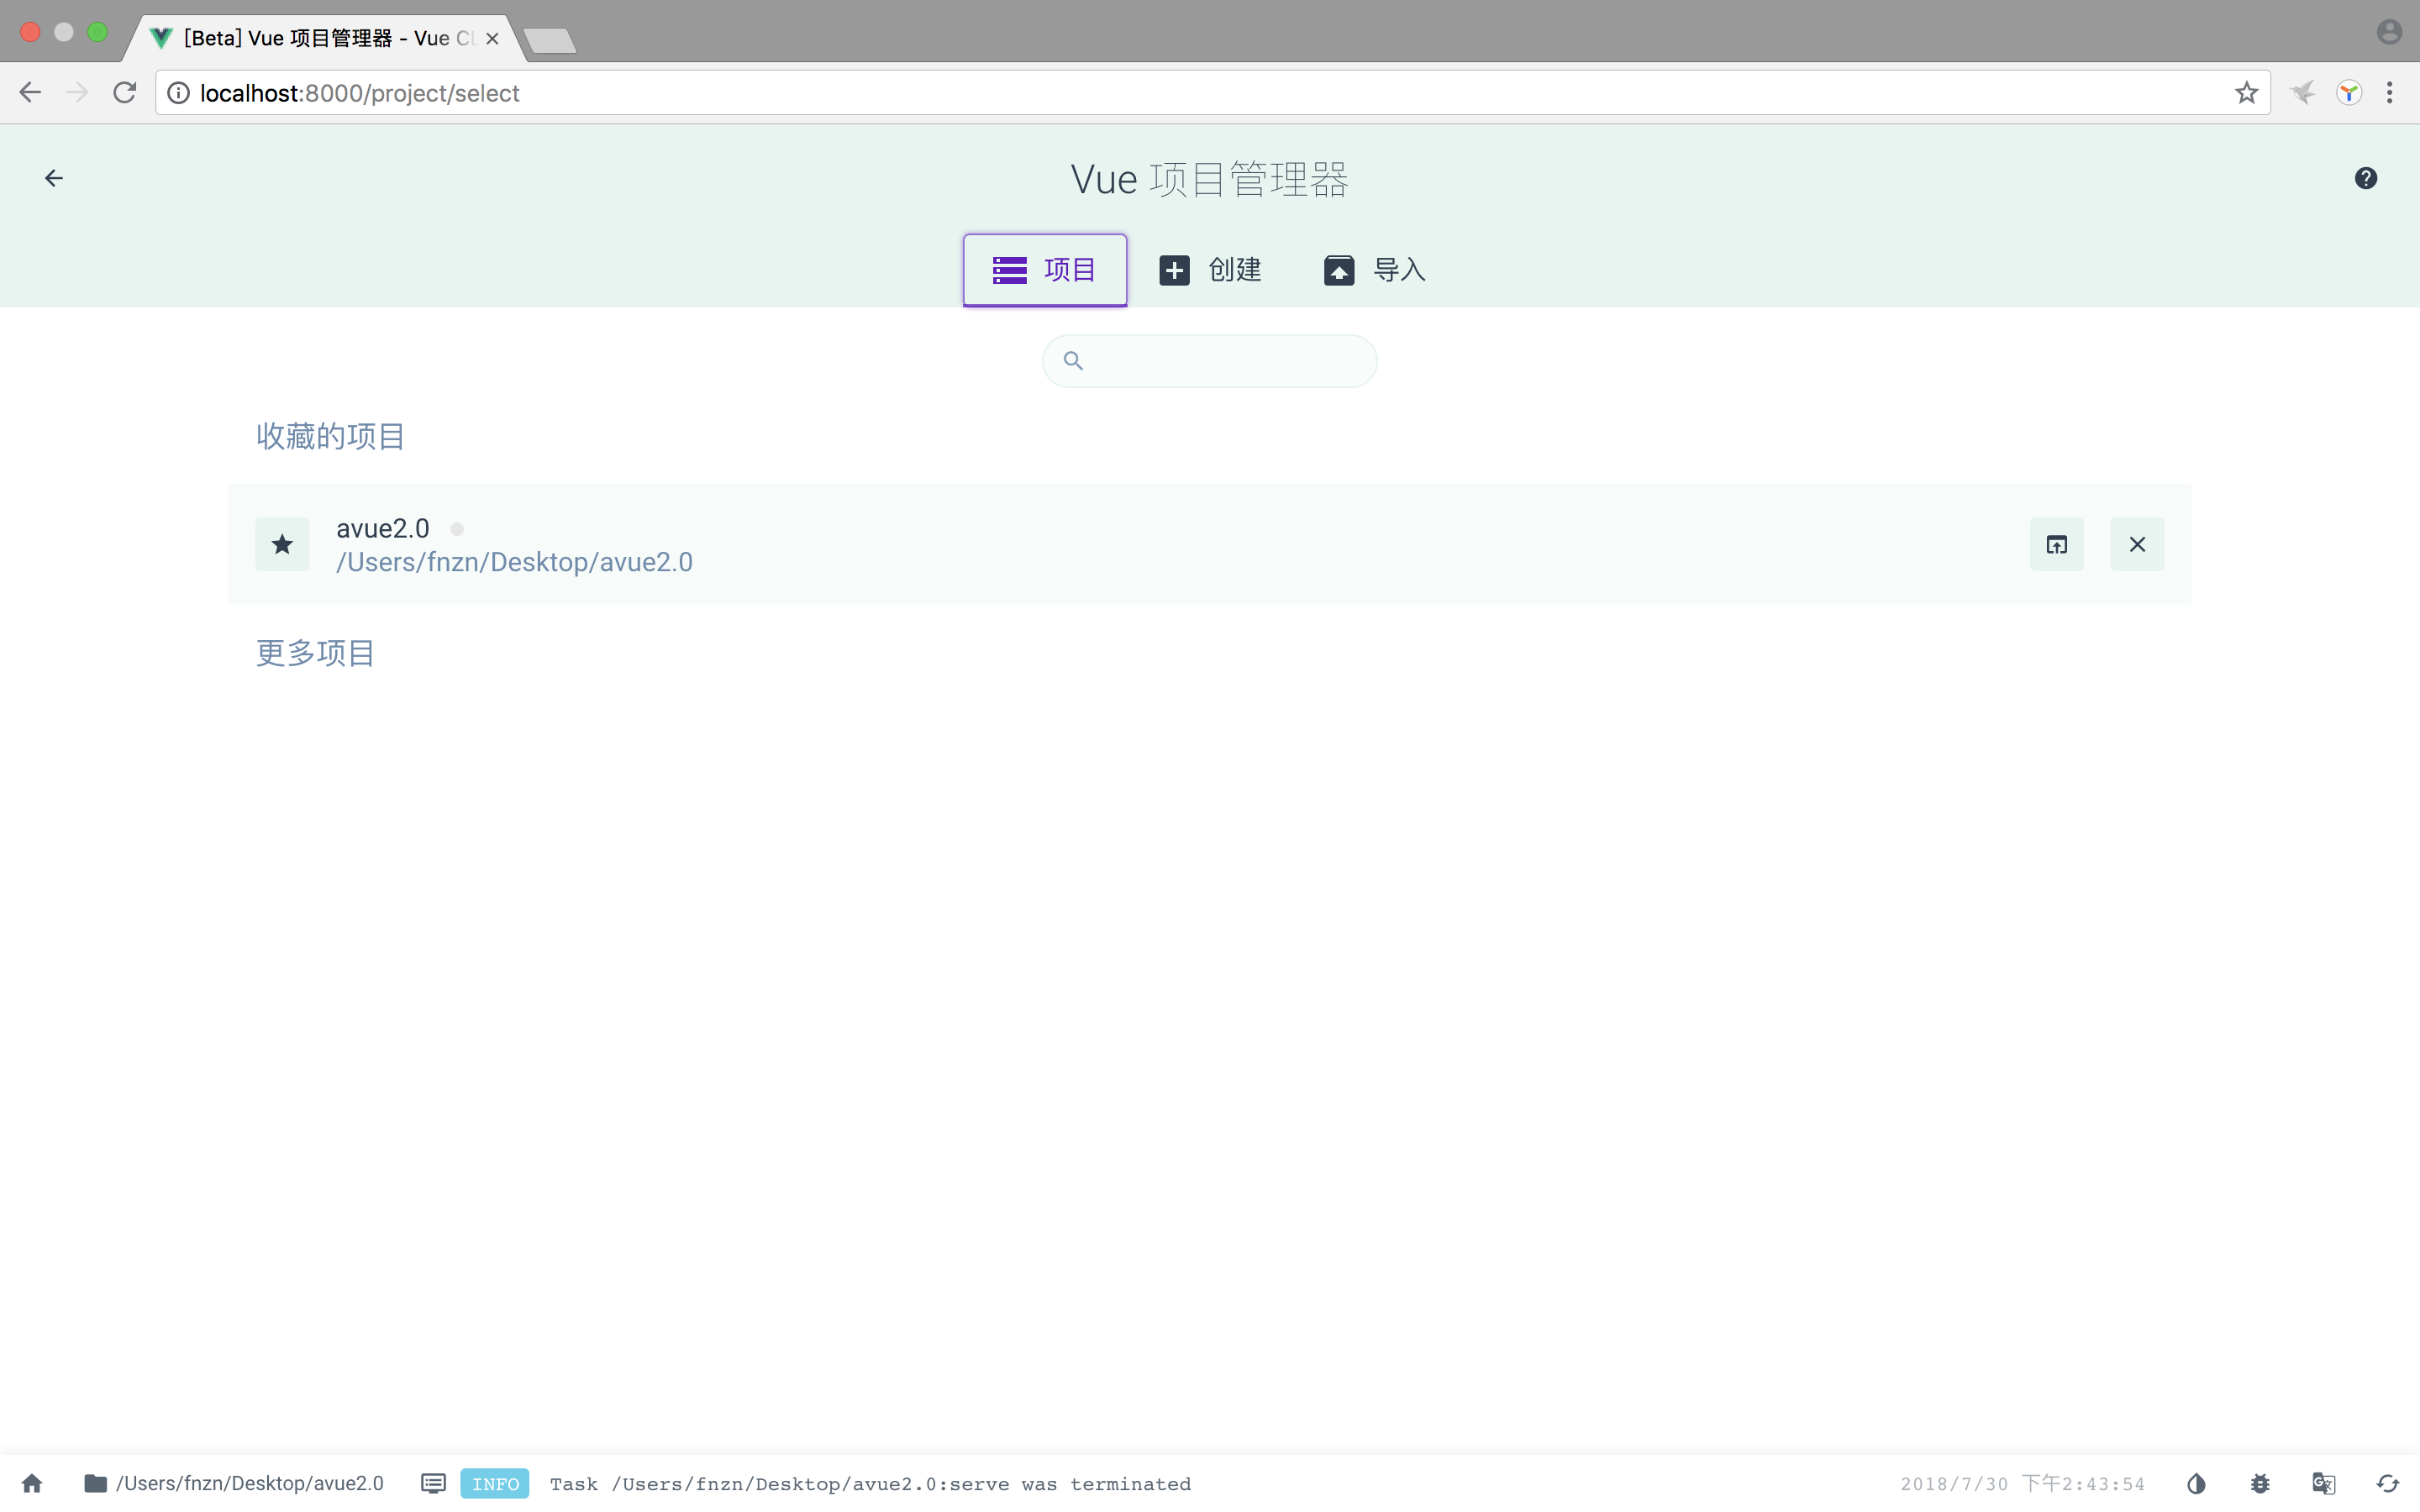 [Beta] Vue 项目管理器 - Vue CL
localhost:8000/project/select
Vue 项目管理器
项目 创建 导入
收藏的项目
avue2.0
/Users/fnzn/Desktop/avue2.0
更多项目
/Users/fnzn/Desktop/avue2.0 INFO Task /Users/fnzn/Desktop/avue2.0:serve was terminated 2018/7/30 下午2:43:54